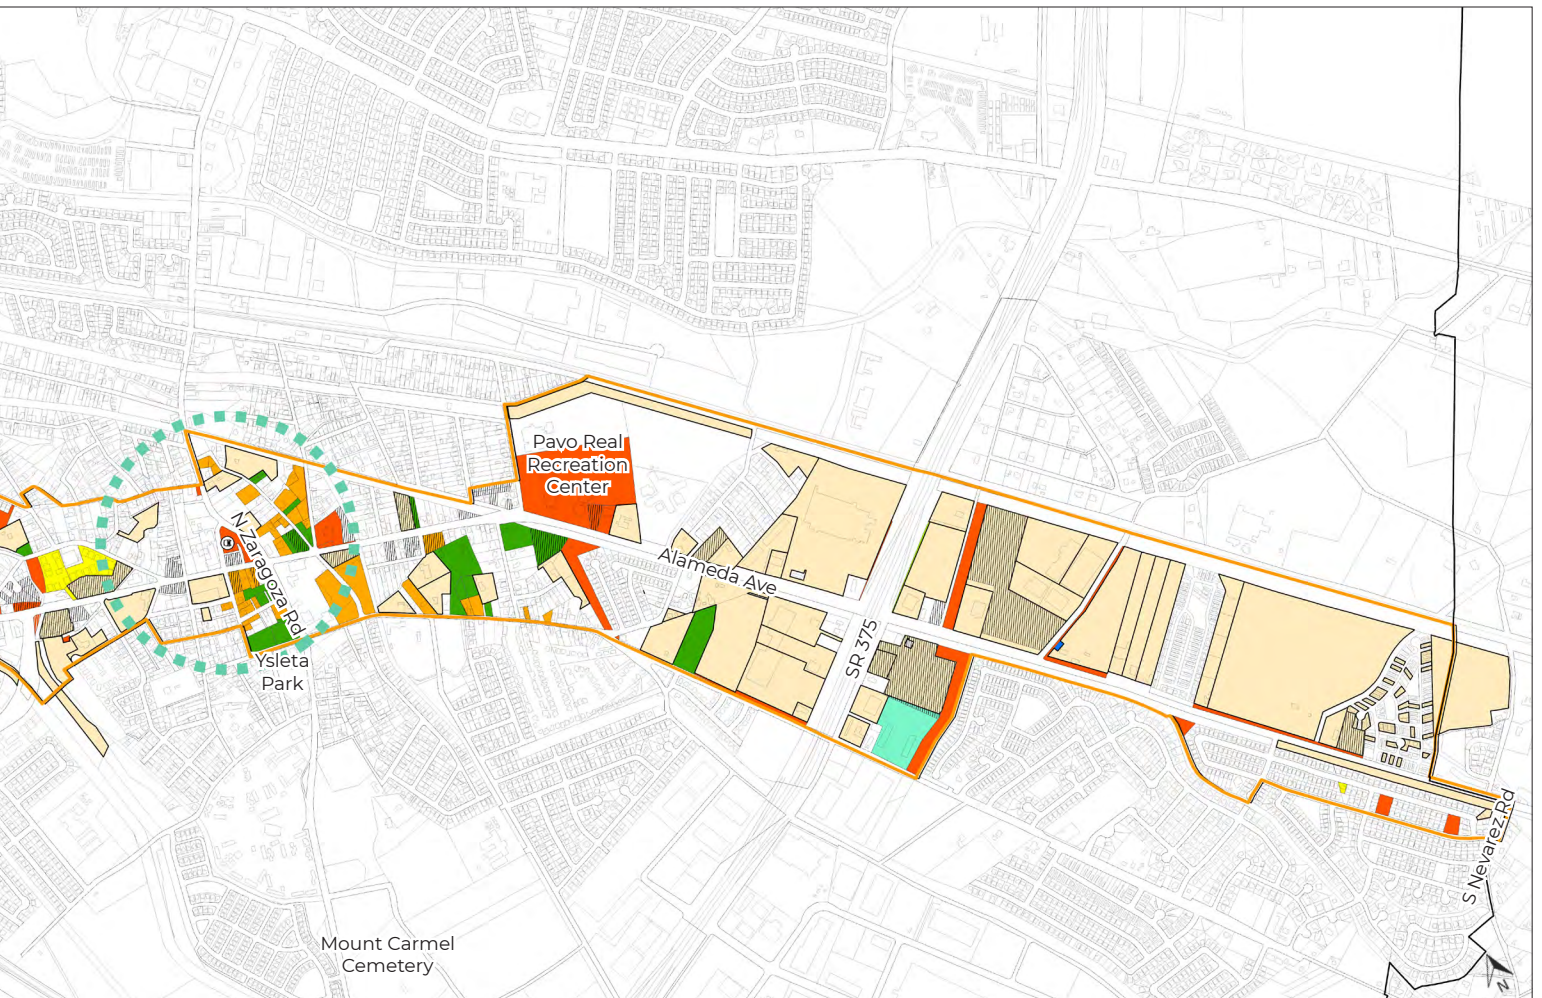 Pavo Real
Recreation
Center
N Zaragoza Rd
Alameda Ave
SR 375
Ysleta
Park
S Nevarez Rd
Mount Carmel
Cemetery
N